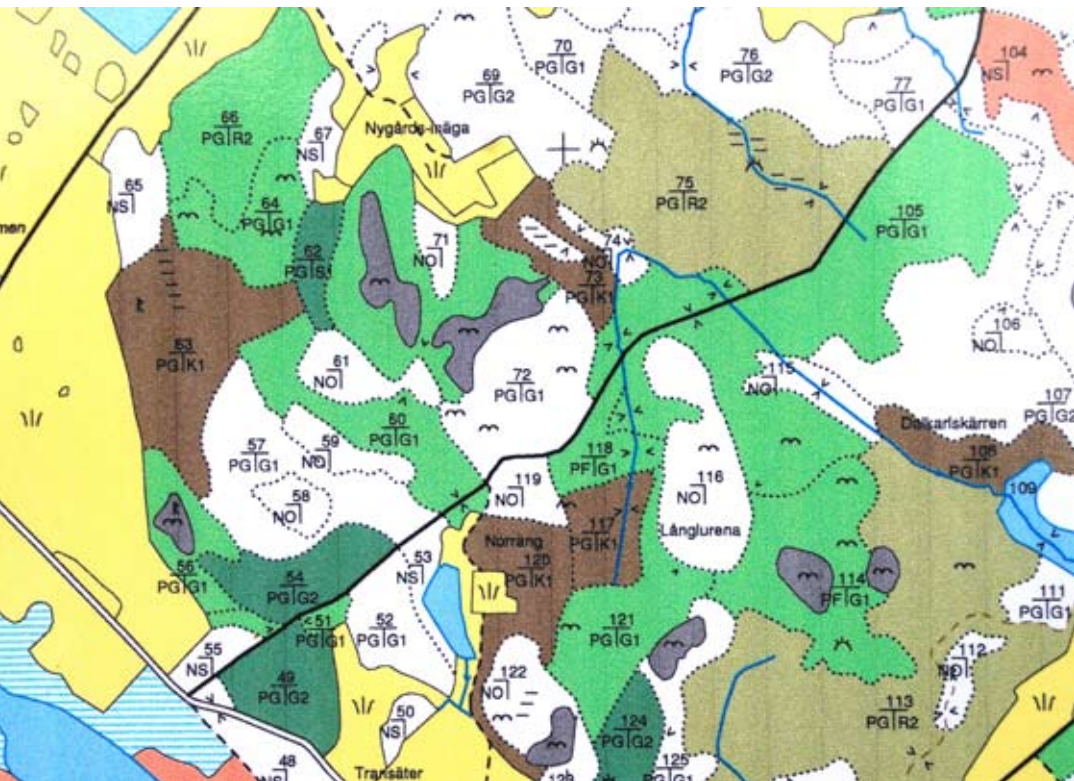 70
PG G1
76
PG G2
104
NS
69
PG G2
77
PG G1
66
PG R2
67
NS
Nygårds-inäga
65
NS
75
PG R2
64
PG G1
105
PG G1
71
NO
74
NO
62
73
PG K1
106
NO
63
PG K1
61
NO
115
NO
72
PG G1
107
PG G2
Dalkarlskärren
60
PG G1
57
PG G1
59
NO
118
PF G1
108
PG K1
58
NO
119
NO
116
NO
109
Långlurena
117
PG K1
Norräng
53
NS
120
PG K1
56
PG G1
54
PG G2
114
PF G1
111
PG G1
51
PG G1
52
PG G1
121
PG G1
55
NS
112
NO
49
PG G2
122
NO
50
NS
113
PG R2
124
PG G2
48
NS
Transäter
125
PG G1